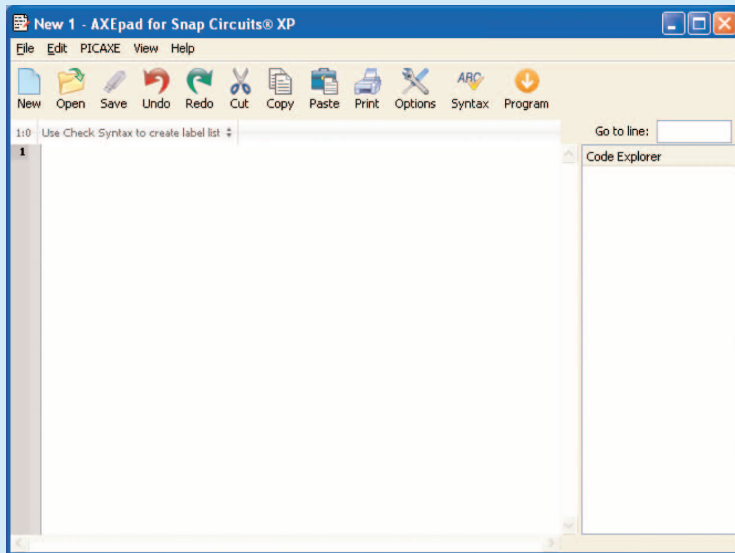 New 1 - AXEpad for Snap Circuits® XP
File Edit PICAXE View Help
ABC
New Open Save Undo Redo Cut Copy Paste Print Options Syntax Program
1:0 Use Check Syntax to create label list Go to line:
1 Code Explorer